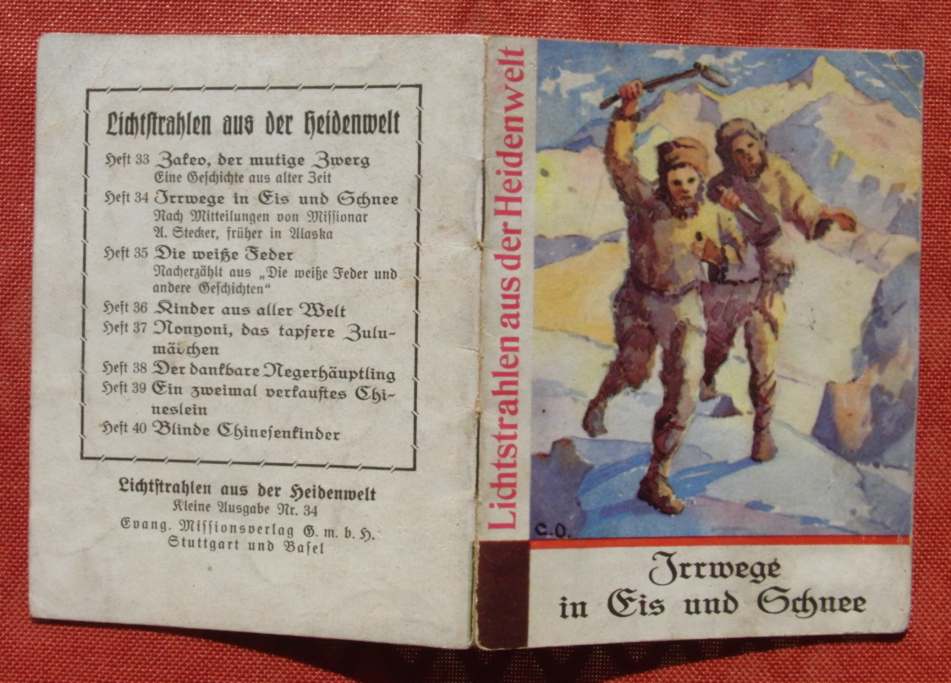 Lichtstrahlen aus der Heidenwelt
Heft 33 Zakeo, der mutige Zwerg
Eine Geschichte aus alter Zeit
Heft 34 Irrwege in Eis und Schnee
Nach Mitteilungen von Missionar
A. Stecker, früher in Alaska
Heft 35 Die weiße Feder
Nacherzählt aus „Die weiße Feder und
andere Geschichten“
Heft 36 Kinder aus aller Welt
Heft 37 Nonyoni, das tapfere Zulu-
mädchen
Heft 38 Der dankbare Negerhäuptling
Heft 39 Ein zweimal verkauftes Chi-
neslein
Heft 40 Blinde Chinesenkinder
Lichtstrahlen aus der Heidenwelt
Kleine Ausgabe Nr. 34
Evang. Missionsverlag G. m. b. H.
Stuttgart und Basel
Lichtstrahlen aus der Heidenwelt
C.O.
Irrwege
in Eis und Schnee